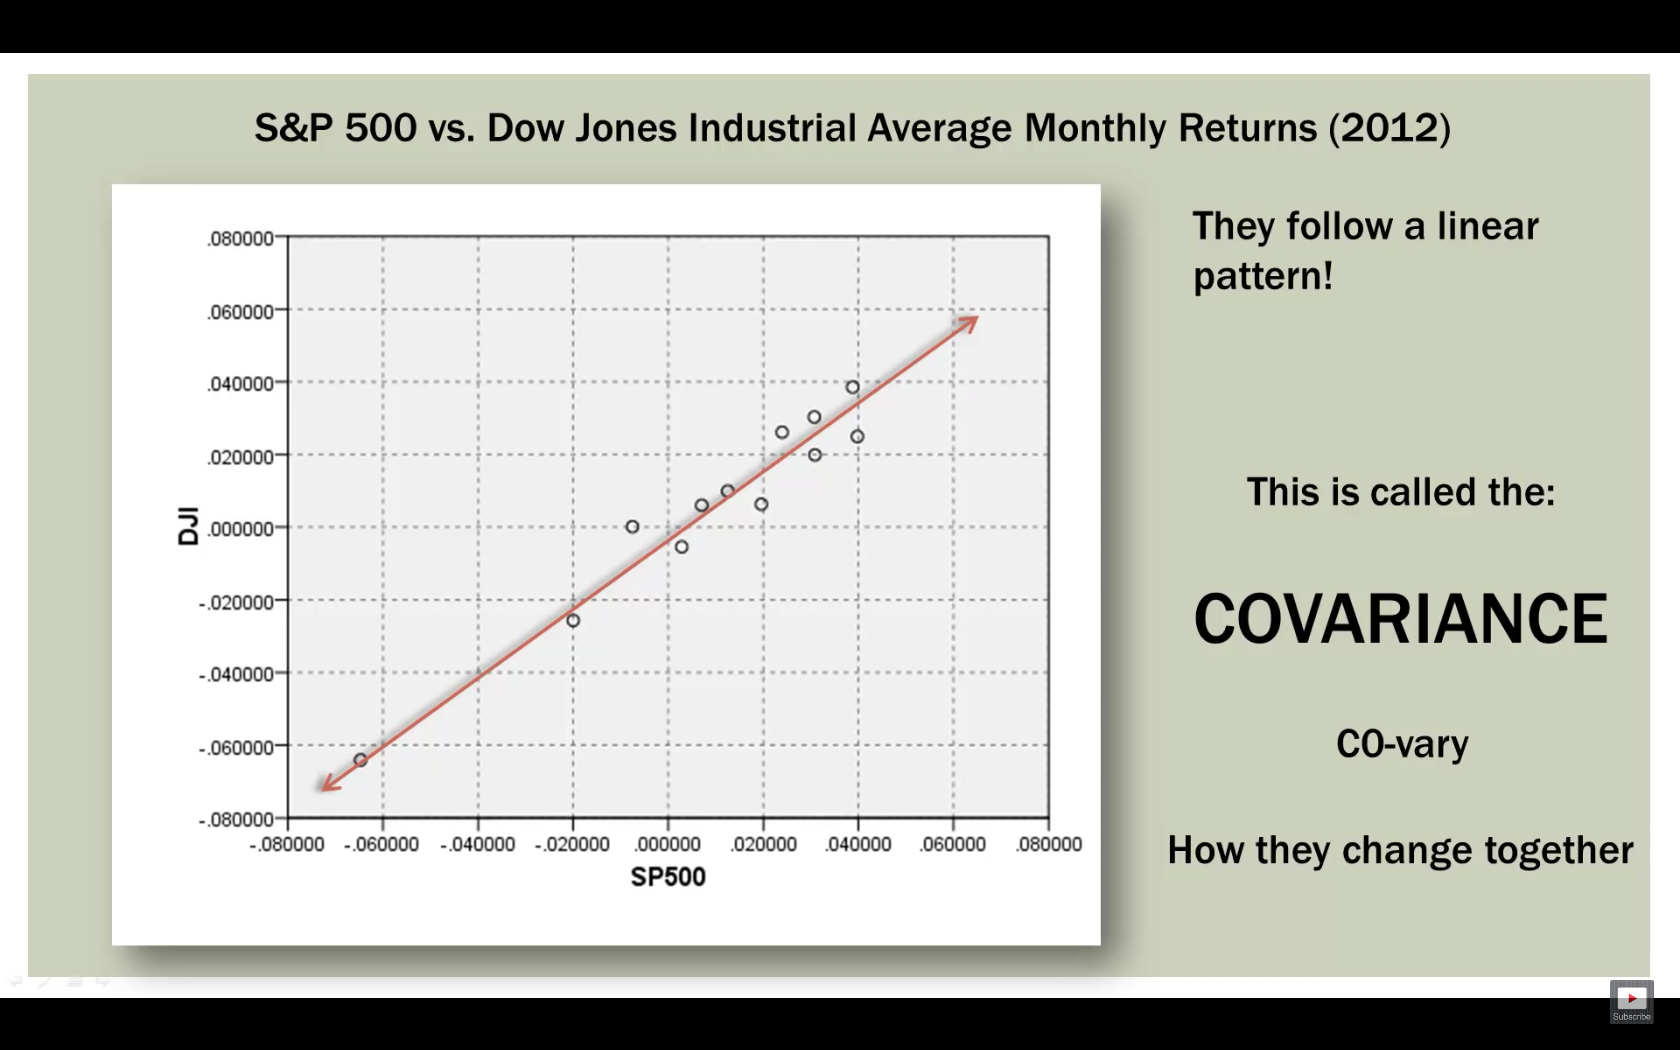 S&P 500 vs. Dow Jones Industrial Average Monthly Returns (2012)
They follow a linear
pattern!
.080000
.060000
.040000
.020000
.000000
-.020000
-.040000
-.060000
-.080000
DJI
-.080000 -.060000 -.040000 -.020000 .000000 .020000 .040000 .060000 .080000
SP500
This is called the:
COVARIANCE
CO-vary
How they change together
Subscribe